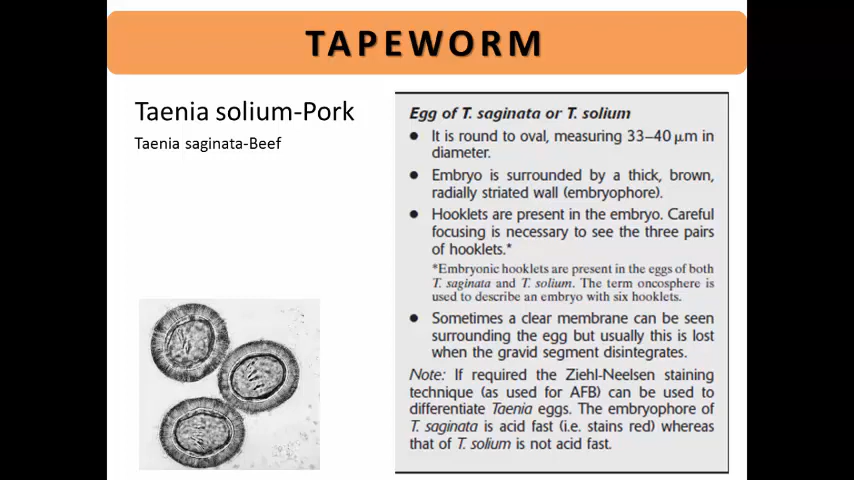 TAPEWORM
Taenia solium-Pork
Taenia saginata-Beef
Egg of T. saginata or T. solium
● It is round to oval, measuring 33–40 µm in
diameter.
● Embryo is surrounded by a thick, brown,
radially striated wall (embryophore).
● Hooklets are present in the embryo. Careful
focusing is necessary to see the three pairs
of hooklets.*
*Embryonic hooklets are present in the eggs of both
T. saginata and T. solium. The term oncosphere is
used to describe an embryo with six hooklets.
● Sometimes a clear membrane can be seen
surrounding the egg but usually this is lost
when the gravid segment disintegrates.
Note: If required the Ziehl-Neelsen staining
technique (as used for AFB) can be used to
differentiate Taenia eggs. The embryophore of
T. saginata is acid fast (i.e. stains red) whereas
that of T. solium is not acid fast.